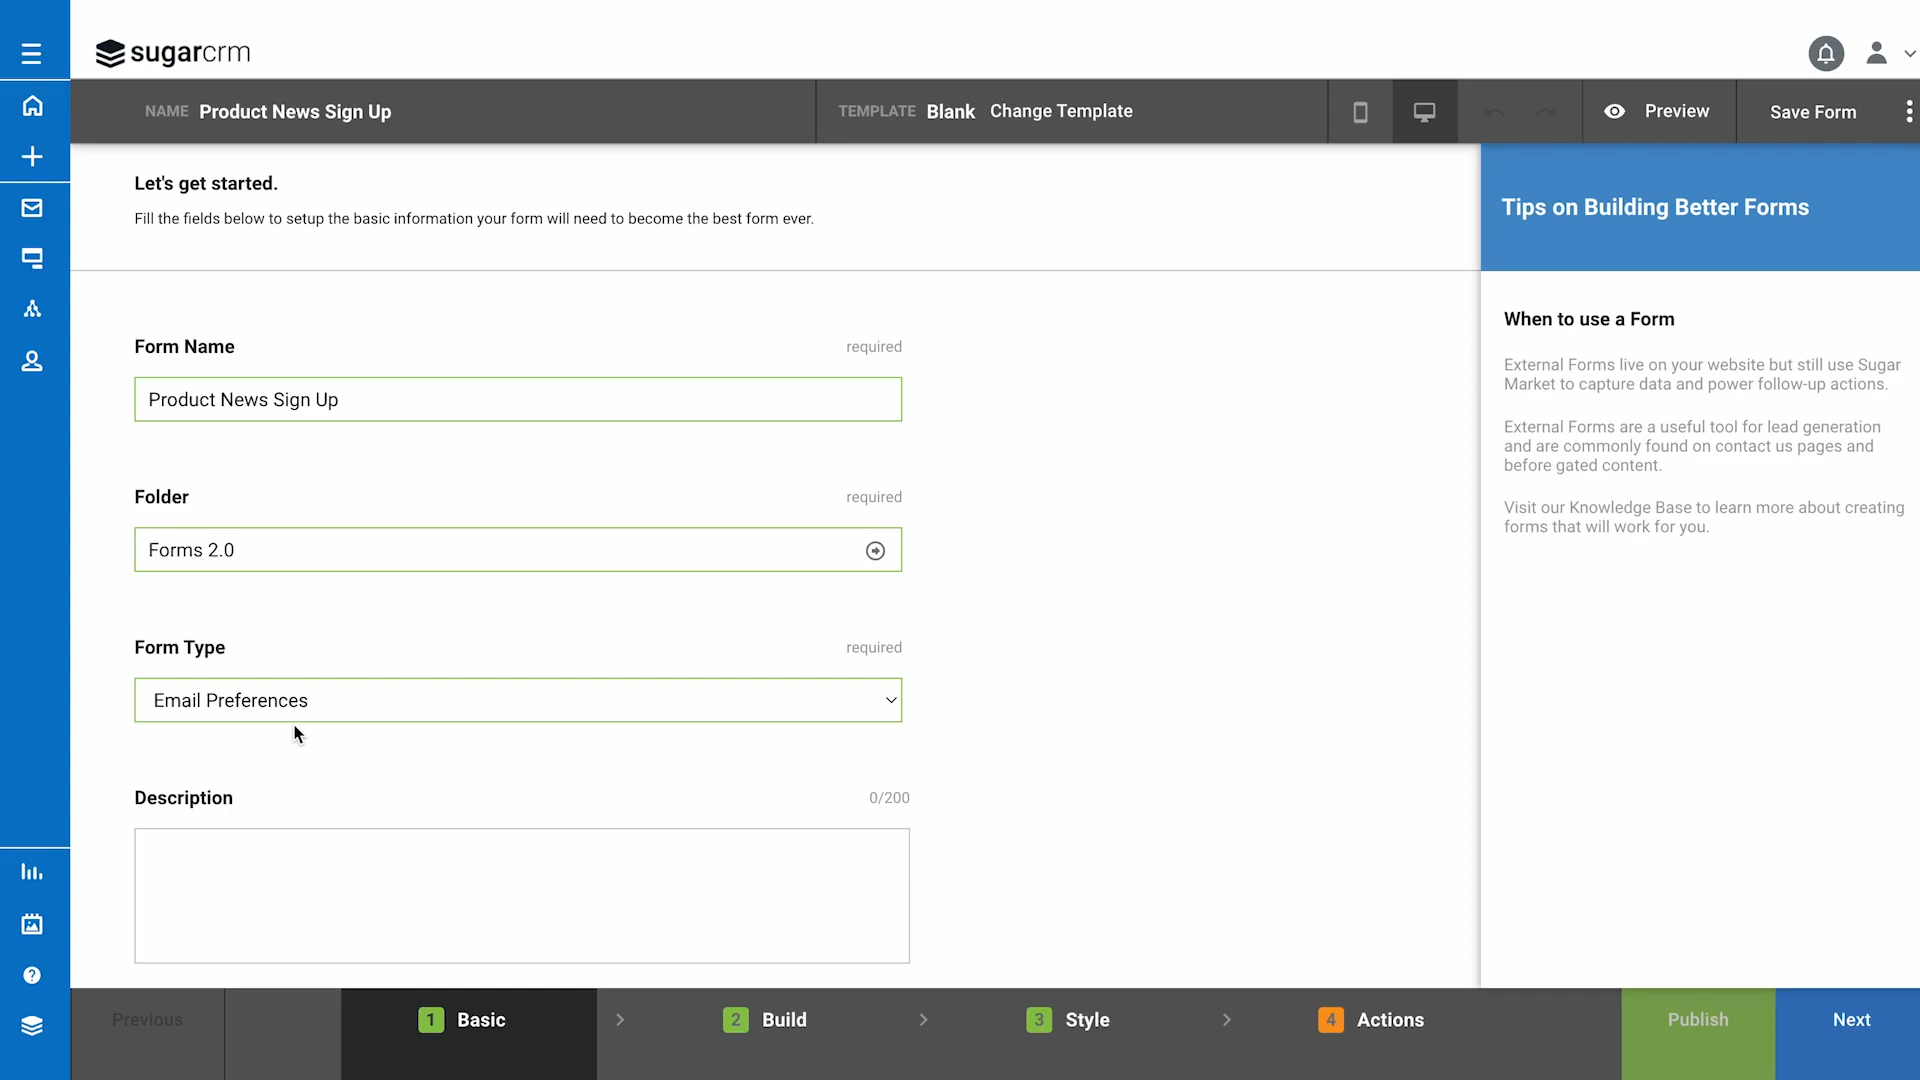 sugarcrm
NAME Product News Sign Up
TEMPLATE Blank Change Template
Preview
Save Form
Let's get started.
Fill the fields below to setup the basic information your form will need to become the best form ever.
Tips on Building Better Forms
When to use a Form
External Forms live on your website but still use Sugar
Market to capture data and power follow-up actions.
External Forms are a useful tool for lead generation
and are commonly found on contact us pages and
before gated content.
Visit our Knowledge Base to learn more about creating
forms that will work for you.
Form Name required
Product News Sign Up
Folder required
Forms 2.0
Form Type required
Email Preferences
Description 0/200
Previous
1 Basic
2 Build
3 Style
4 Actions
Publish
Next